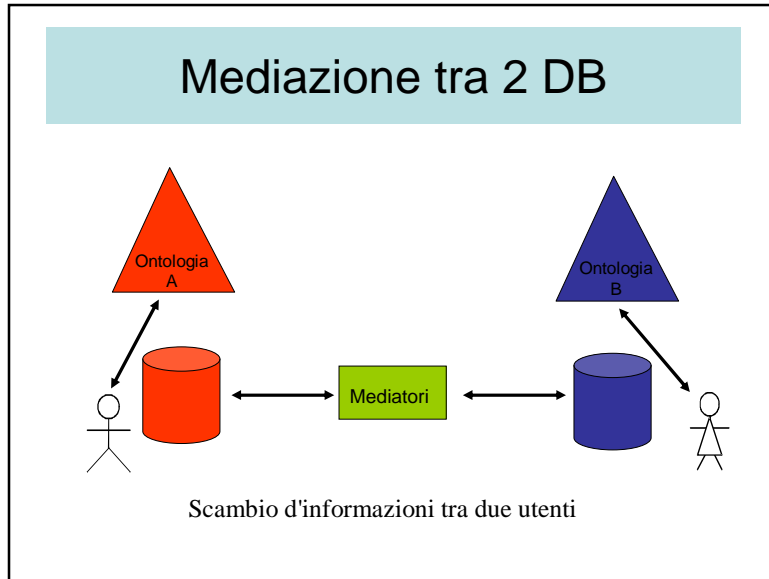 Mediazione tra 2 DB
Ontologia
A
Ontologia
B
Mediatori
Scambio d'informazioni tra due utenti